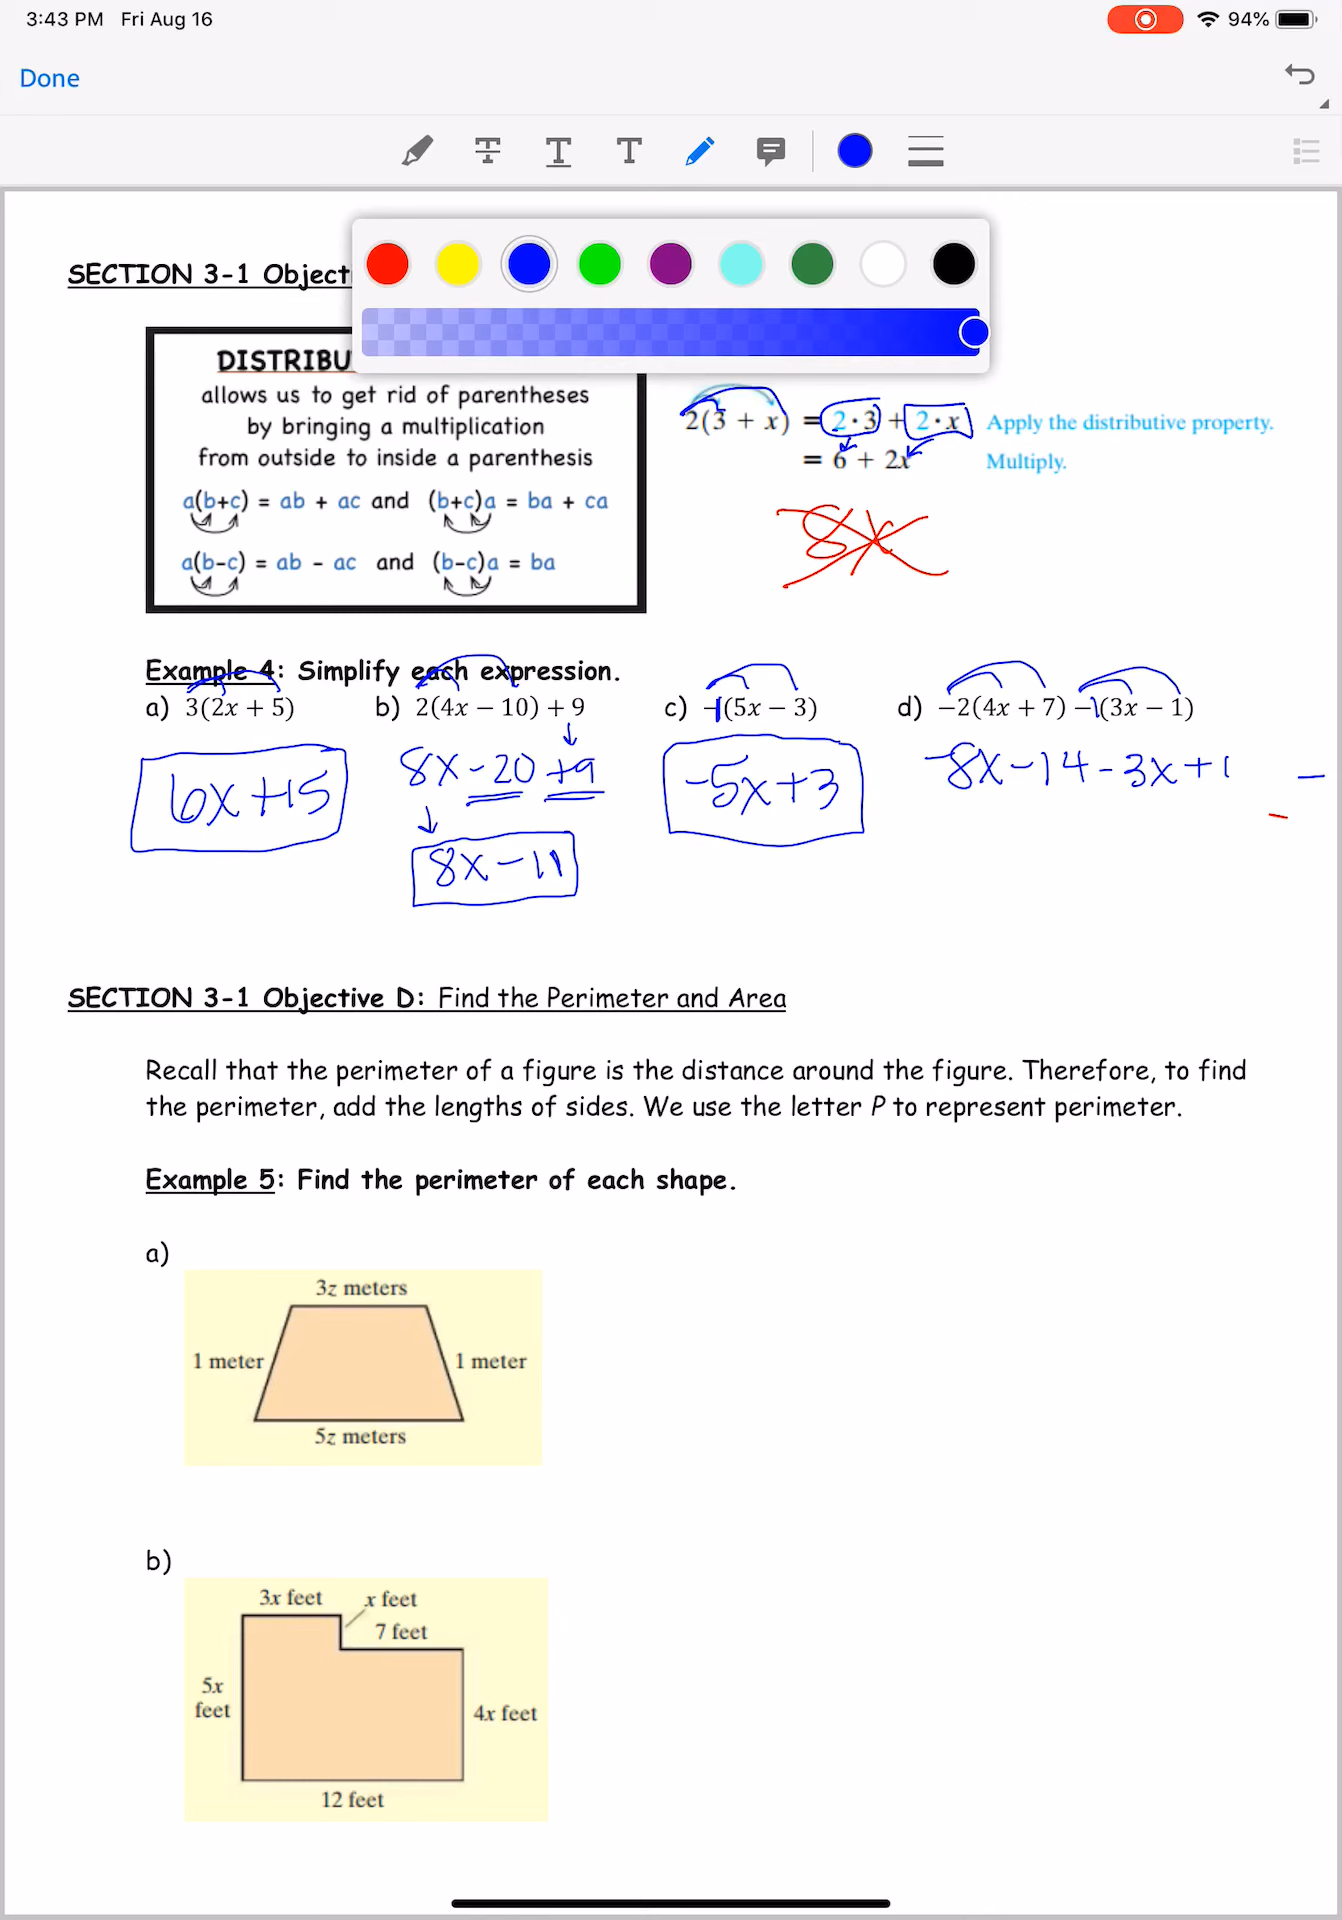 3:43 PM Fri Aug 16 94%
Done
SECTION 3-1 Objecti
DISTRIBU
allows us to get rid of parentheses
by bringing a multiplication
from outside to inside a parenthesis
a(b+c) = ab + ac and (b+c)a = ba + ca
a(b-c) = ab - ac and (b-c)a = ba
2(3 + x) = 2·3 + 2·x Apply the distributive property.
= 6 + 2x Multiply.
8x
Example 4: Simplify each expression.
a) 3(2x + 5) b) 2(4x − 10) + 9 c) −1(5x − 3) d) −2(4x + 7) −1(3x − 1)
6x+15 8x-20+9 -5x+3 -8x-14-3x+1 -
8x-11
SECTION 3-1 Objective D: Find the Perimeter and Area
Recall that the perimeter of a figure is the distance around the figure. Therefore, to find
the perimeter, add the lengths of sides. We use the letter P to represent perimeter.
Example 5: Find the perimeter of each shape.
a)
3z meters
1 meter 1 meter
5z meters
b)
3x feet x feet
7 feet
5x
feet
4x feet
12 feet